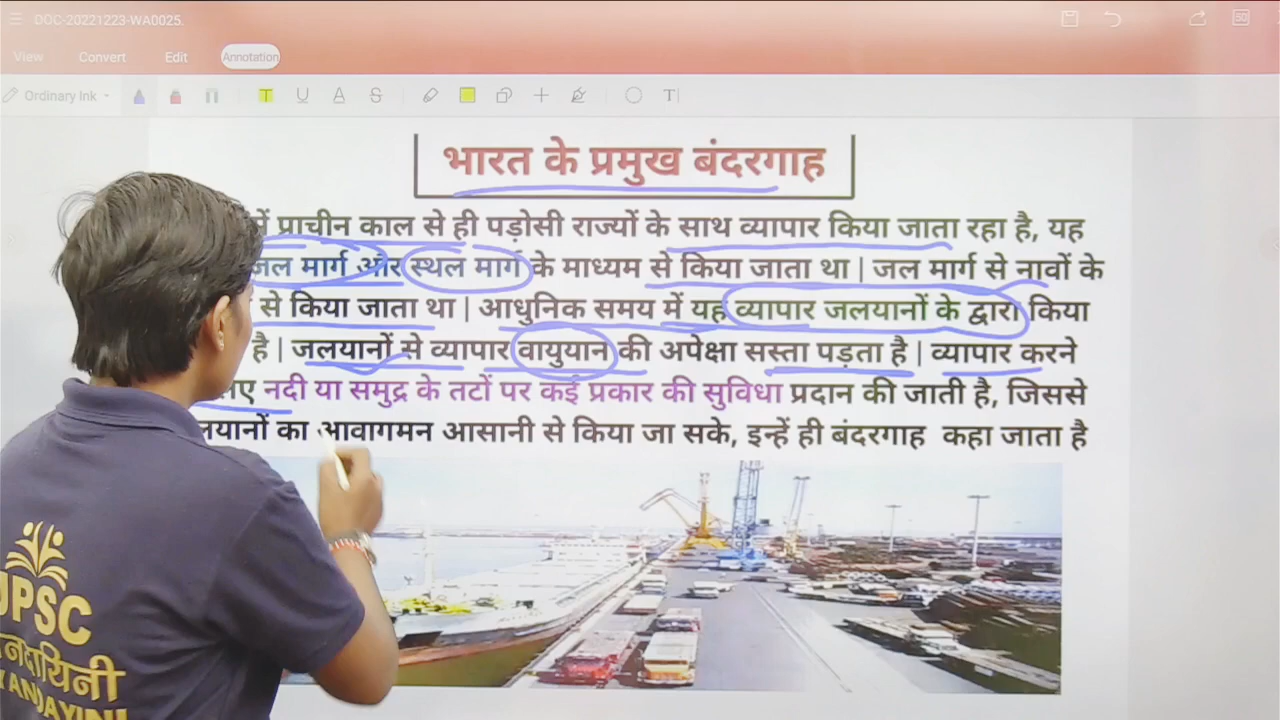 DOC-20221223-WA0025.
50
View Convert Edit Annotation
Ordinary Ink
भारत के प्रमुख बंदरगाह
में प्राचीन काल से ही पड़ोसी राज्यों के साथ व्यापार किया जाता रहा है, यह
जल मार्ग और स्थल मार्ग के माध्यम से किया जाता था | जल मार्ग से नावों के
से किया जाता था | आधुनिक समय में यह व्यापार जलयानों के द्वारा किया
है | जलयानों से व्यापार वायुयान की अपेक्षा सस्ता पड़ता है | व्यापार करने
नदी या समुद्र के तटों पर कई प्रकार की सुविधा प्रदान की जाती है, जिससे
का आवागमन आसानी से किया जा सके, इन्हें ही बंदरगाह कहा जाता है
UPSC